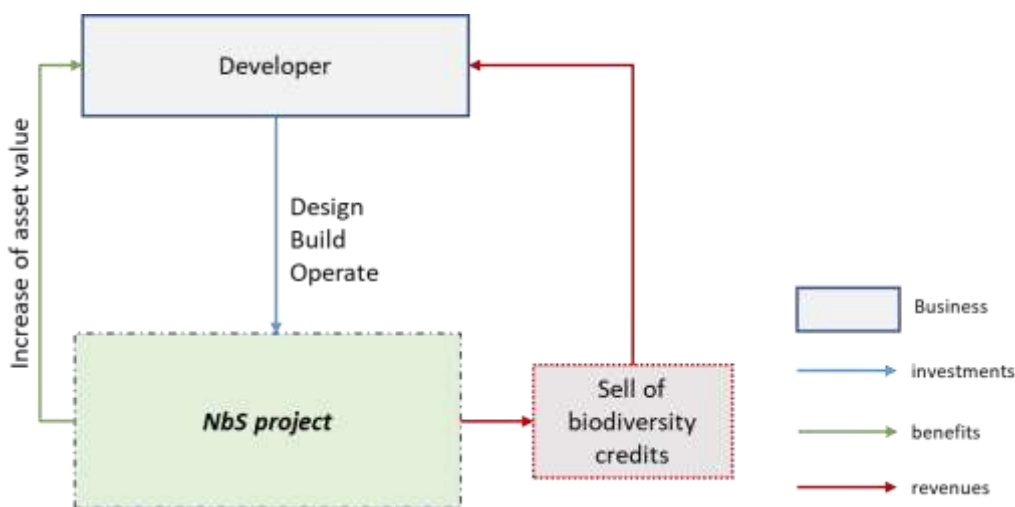 Developer
Increase of asset value
Design
Build
Operate
NbS project
Sell of
biodiversity
credits
Business
investments
benefits
revenues